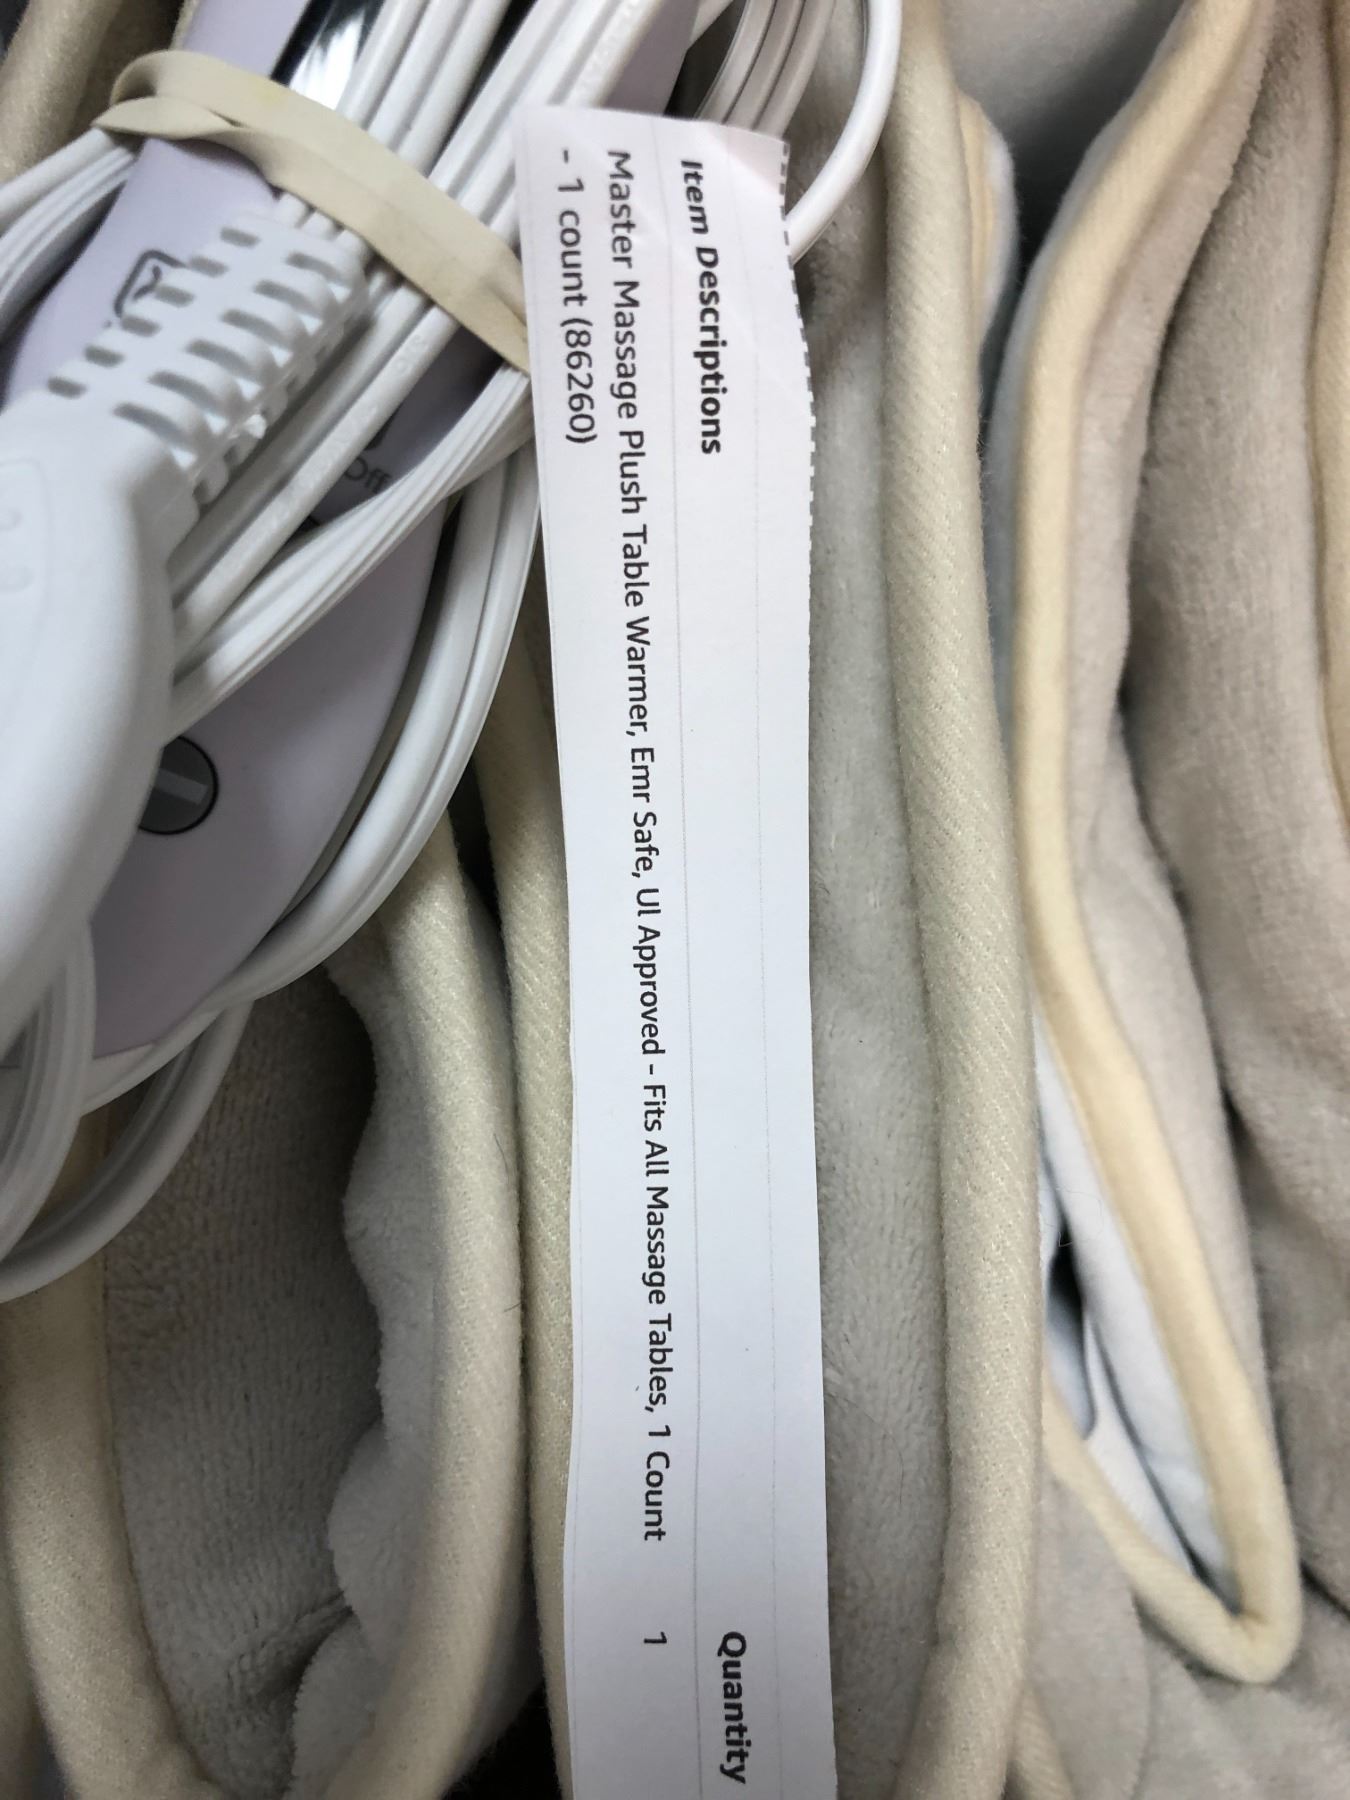 Item Descriptions Quantity
Master Massage Plush Table Warmer, Emr Safe, Ul Approved - Fits All Massage Tables, 1 Count 1
- 1 count (86260)
Off